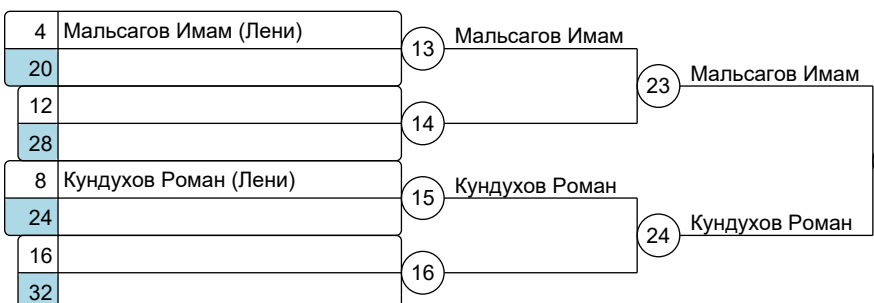 4 Мальсагов Имам (Лени)
20
13 Мальсагов Имам
12
28
14
23 Мальсагов Имам
8 Кундухов Роман (Лени)
24
15 Кундухов Роман
16
32
16
24 Кундухов Роман